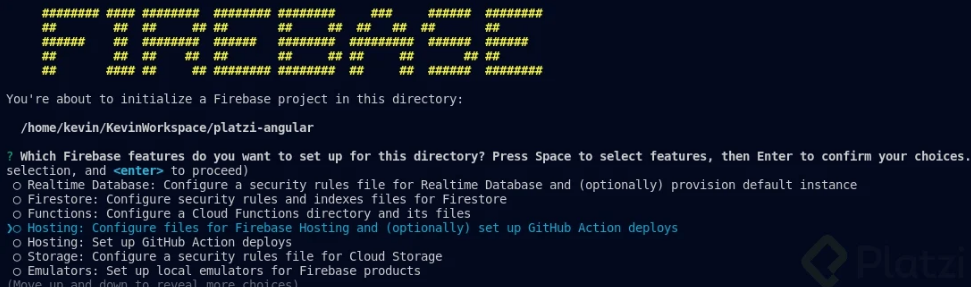 FIREBASE
You're about to initialize a Firebase project in this directory:
/home/kevin/KevinWorkspace/platzi-angular
? Which Firebase features do you want to set up for this directory? Press Space to select features, then Enter to confirm your choices.
selection, and <enter> to proceed)
○ Realtime Database: Configure a security rules file for Realtime Database and (optionally) provision default instance
○ Firestore: Configure security rules and indexes files for Firestore
○ Functions: Configure a Cloud Functions directory and its files
❯○ Hosting: Configure files for Firebase Hosting and (optionally) set up GitHub Action deploys
○ Hosting: Set up GitHub Action deploys
○ Storage: Configure a security rules file for Cloud Storage
○ Emulators: Set up local emulators for Firebase products
(Move up and down to reveal more choices)
Platzi